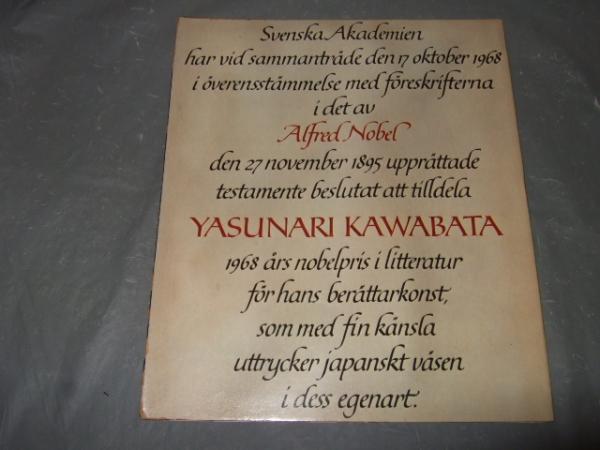 Svenska Akademien
har vid sammanträde den 17 oktober 1968
i överensstämmelse med föreskrifterna
i det av
Alfred Nobel
den 27 november 1895 upprättade
testamente beslutat att tilldela
YASUNARI KAWABATA
1968 års nobelpris i litteratur
för hans berättarkonst,
som med fin känsla
uttrycker japanskt väsen
i dess egenart.